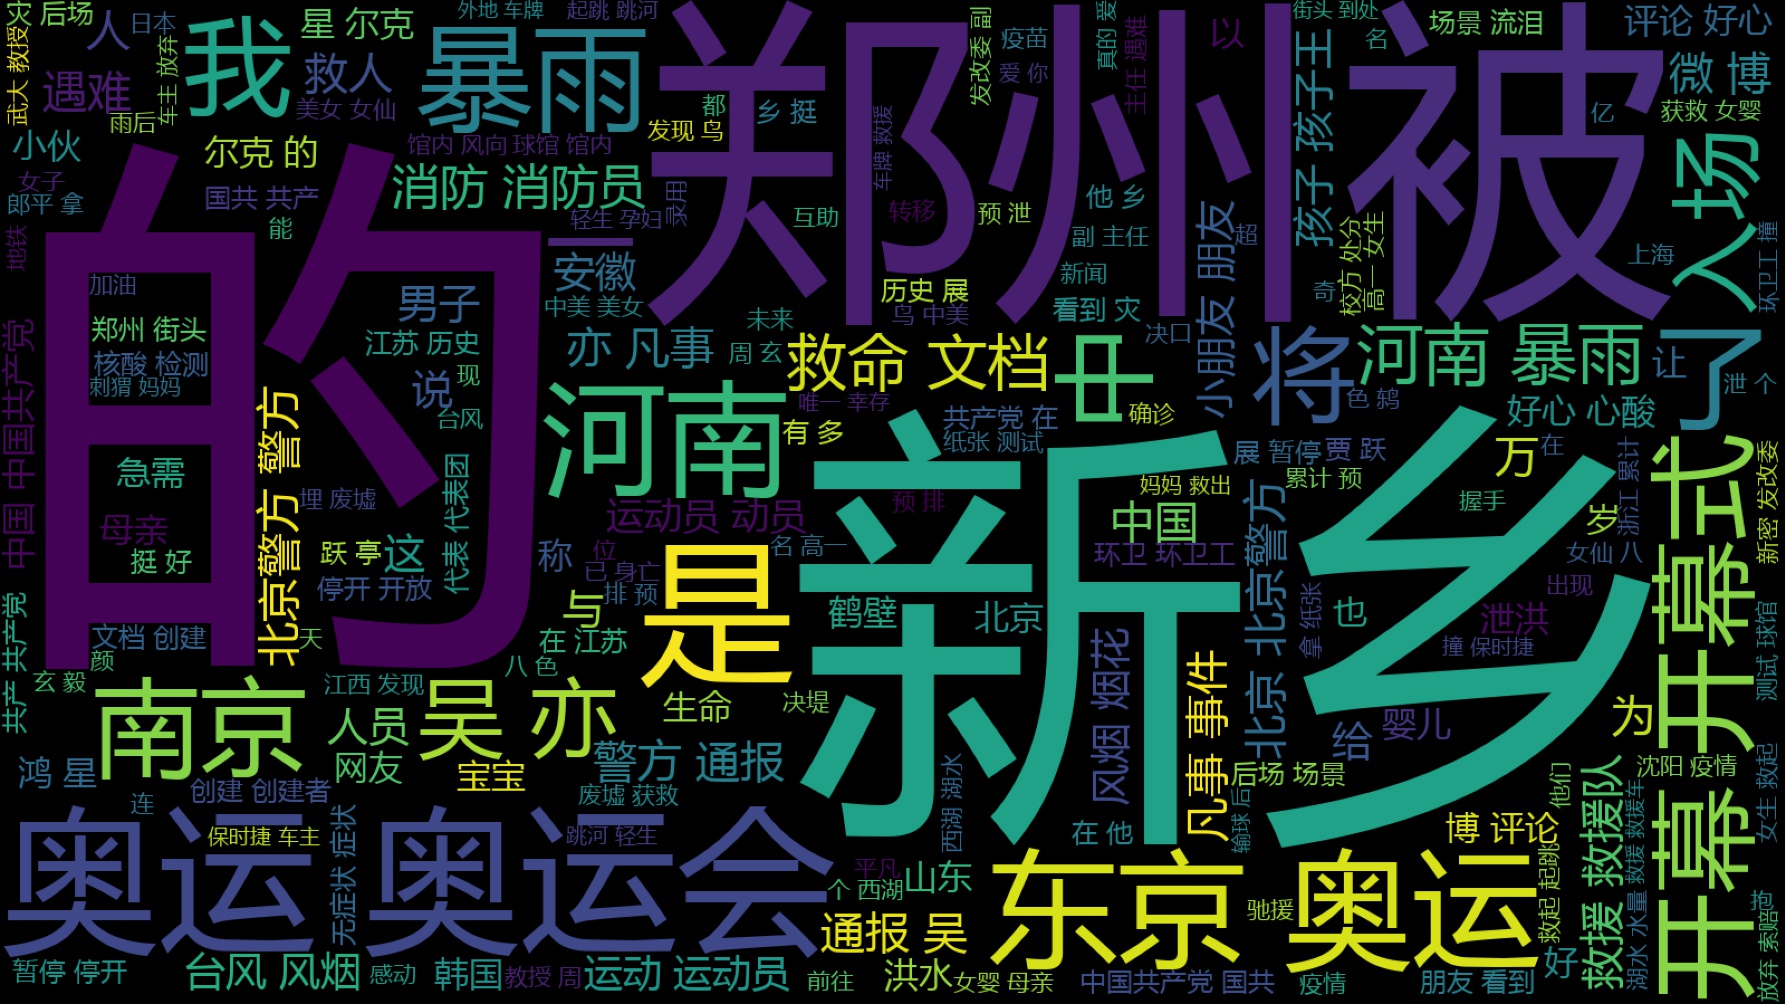 灾 后场
人 日本
武大 教授
遇难
车主 放弃
雨后
我
星 尔克
救人
美女 女仙
外地 车牌
起跳 跳河
暴雨
郑州
被
发改委 副
疫苗
爱 你
真的 爱
主任 遇难
以
街头 到处
名
场景 流泪
评论 好心
微 博
获救 女婴
亿
入场
小伙
女子
郎平 拿
尔克 的
国共 共产
能
馆内 风向 球馆 馆内
消防 消防员
录用
轻生 孕妇
都
乡 挺
发现 鸟
车牌 救援
互助
转移
预 泄
他 乡
副 主任
新闻
看到 灾
小朋友 朋友
超
孩子 孩子王
校方 处分
高一 女生
奇
上海
环卫工 撞
地铁
的
加油
郑州 街头
核酸 检测
刺猬 妈妈
男子
江苏 历史
说
现
台风
一
安徽
中美 美女
亦 凡事
未来
周 玄
历史 展
鸟 中美
救命 文档
唯一 幸存
中
决口
将
河南 暴雨
色 鸫
让
了
泄 个
好心 心酸
中国 中国共产党
急需
母亲
挺 好
北京警方 警方
埋 废墟
跃 亭
这
停开 开放
代表 代表团
河南
有 多
共产党 在
纸张 测试
确诊
运动员 动员
预 排
称
位
已 身亡
排 预
名 高一
是
与
在 江苏
新乡
鹤壁
北京
妈妈 救出
中国
环卫 环卫工
展 暂停
贾 跃
累计 预
万
在
握手
岁
浙江 累计
女仙 八
出现
北京 北京警方
拿 纸张
也
泄洪
撞 保时捷
开幕 开幕式
新密 发改委
测试 球馆
共产 共产党
文档 创建
天
颜
玄 毅
南京
江西 发现
人员
网友
吴 亦
八 色
生命
决堤
警方 通报
宝宝
废墟 获救
鸿 星
创建 创建者
连
风烟 烟花
凡事 事件
给
婴儿
后场 场景
为
沈阳 疫情
女生 救起
他们
奥运 奥运会
保时捷 车主
无症状 症状
跳河 轻生
平凡
个 西湖
山东
西湖 湖水
在 他
输球 后
东京 奥运
驰援
博 评论
救起 起跳
救援 救援队
救援 救援车
湖水 水量
抱
放弃 索赔
通报 吴
暂停 停开
台风 风烟
感动
韩国
教授 周
运动 运动员
前往
洪水
女婴 母亲
中国共产党 国共
疫情
朋友 看到
好